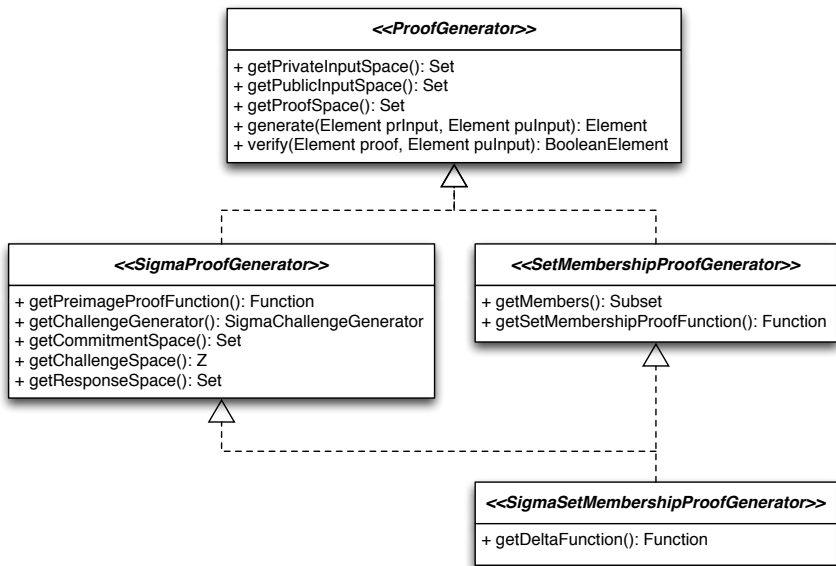 <<ProofGenerator>>
+ getPrivateInputSpace(): Set
+ getPublicInputSpace(): Set
+ getProofSpace(): Set
+ generate(Element prInput, Element puInput): Element
+ verify(Element proof, Element puInput): BooleanElement
<<SigmaProofGenerator>>
+ getPreimageProofFunction(): Function
+ getChallengeGenerator(): SigmaChallengeGenerator
+ getCommitmentSpace(): Set
+ getChallengeSpace(): Z
+ getResponseSpace(): Set
<<SetMembershipProofGenerator>>
+ getMembers(): Subset
+ getSetMembershipProofFunction(): Function
<<SigmaSetMembershipProofGenerator>>
+ getDeltaFunction(): Function